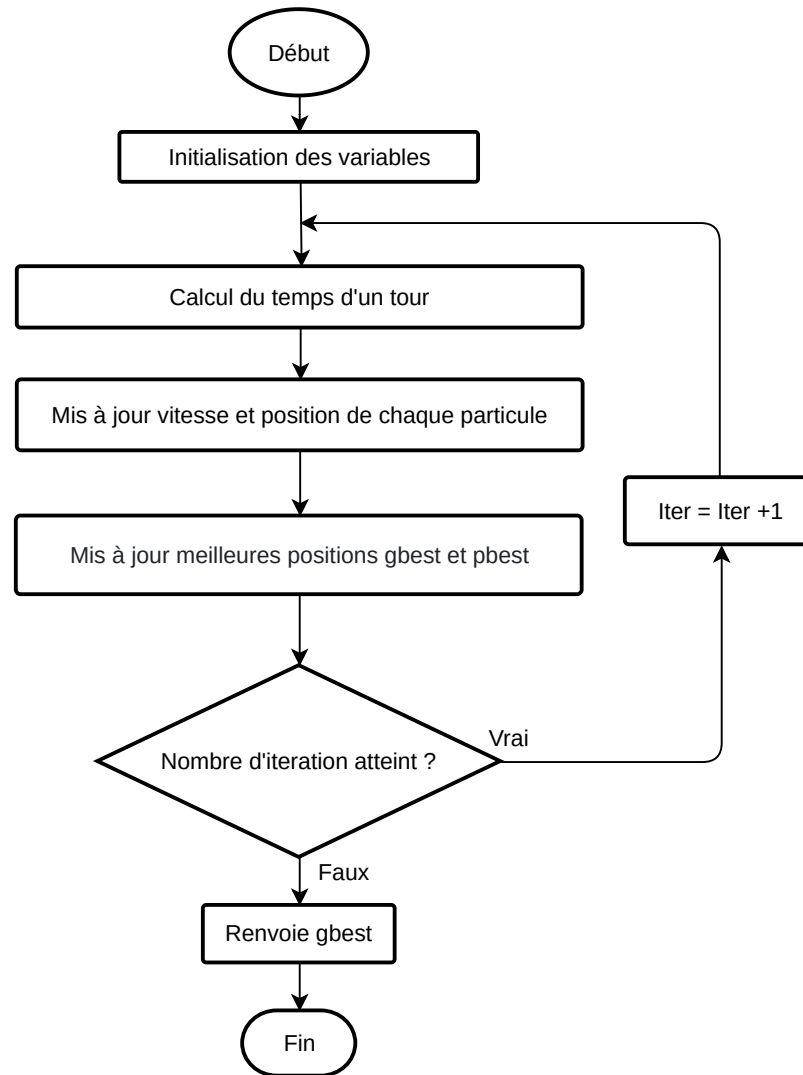 Début
Initialisation des variables
Calcul du temps d'un tour
Mis à jour vitesse et position de chaque particule
Iter = Iter +1
Mis à jour meilleures positions gbest et pbest
Vrai
Nombre d'iteration atteint ?
Faux
Renvoie gbest
Fin